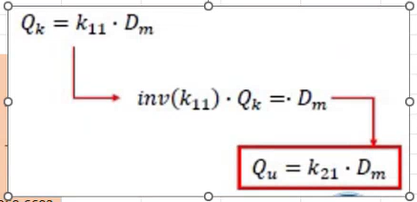 Qₖ = k₁₁ · Dₘ
inv(k₁₁) · Qₖ =· Dₘ
Qᵤ = k₂₁ · Dₘ